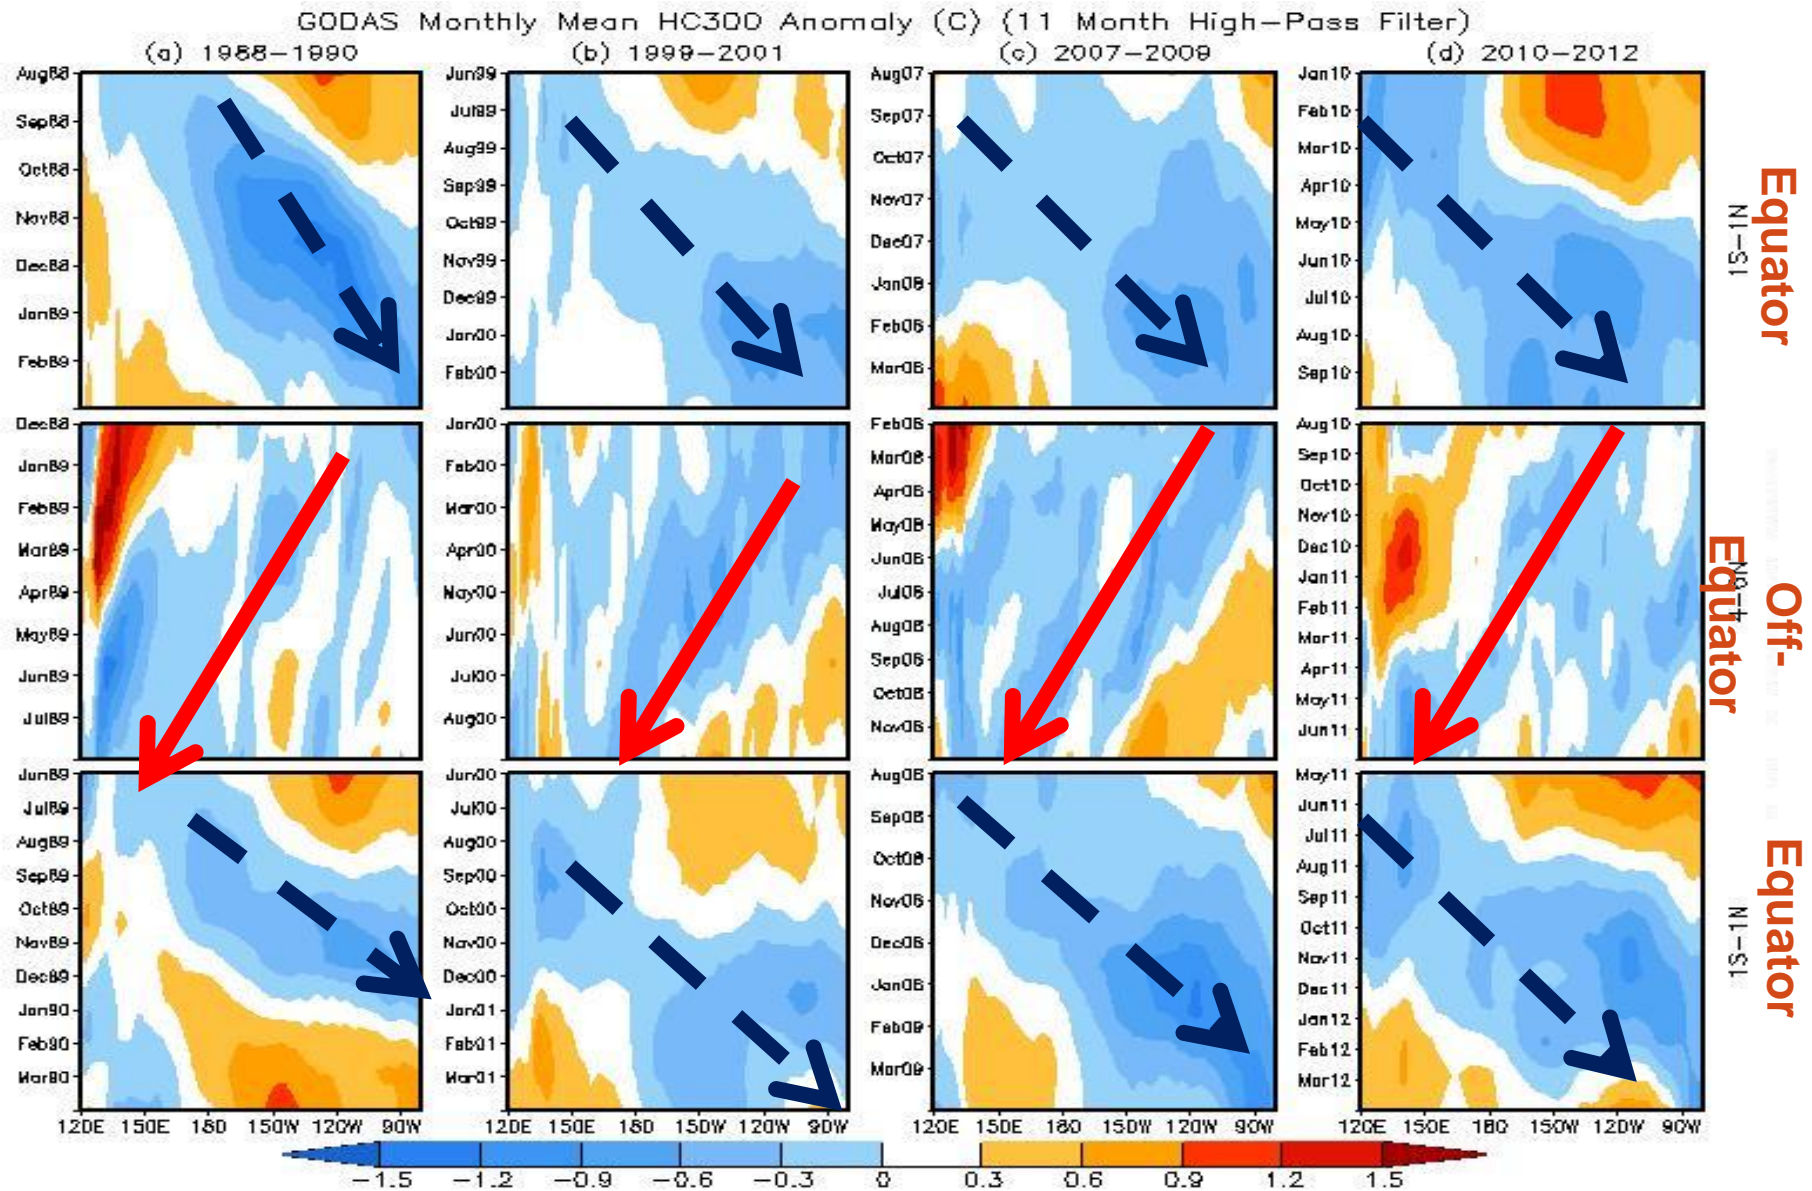 GODAS Monthly Mean HC300 Anomaly (C) (11 Month High-Pass Filter)
(a) 1988-1990
(b) 1999-2001
(c) 2007-2009
(d) 2010-2012
Aug88
Sep88
Oct88
Nov88
Dec88
Jan89
Feb89
Jun99
Jul99
Aug99
Sep99
Oct99
Nov99
Dec99
Jan00
Feb00
Aug07
Sep07
Oct07
Nov07
Dec07
Jan08
Feb08
Mar08
Jan10
Feb10
Mar10
Apr10
May10
Jun10
Jul10
Aug10
Sep10
1S-1N
Equator
Dec88
Jan89
Feb89
Mar89
Apr89
May89
Jun89
Jul89
Jan00
Feb00
Mar00
Apr00
May00
Jun00
Jul00
Aug00
Feb08
Mar08
Apr08
May08
Jun08
Jul08
Aug08
Sep08
Oct08
Nov08
Aug10
Sep10
Oct10
Nov10
Dec10
Jan11
Feb11
Mar11
Apr11
May11
Jun11
Off-
Equator
Jun89
Jul89
Aug89
Sep89
Oct89
Nov89
Dec89
Jan90
Feb90
Mar90
Jun00
Jul00
Aug00
Sep00
Oct00
Nov00
Dec00
Jan01
Feb01
Mar01
Aug08
Sep08
Oct08
Nov08
Dec08
Jan08
Feb09
Mar09
May11
Jun11
Jul11
Aug11
Sep11
Oct11
Nov11
Dec11
Jan12
Feb12
Mar12
1S-1N
Equator
120E 150E 180 150W 120W 90W
120E 150E 180 150W 120W 90W
120E 150E 180 150W 120W 90W
120E 150E 180 150W 120W 90W
-1.5 -1.2 -0.9 -0.6 -0.3 0 0.3 0.6 0.9 1.2 1.5